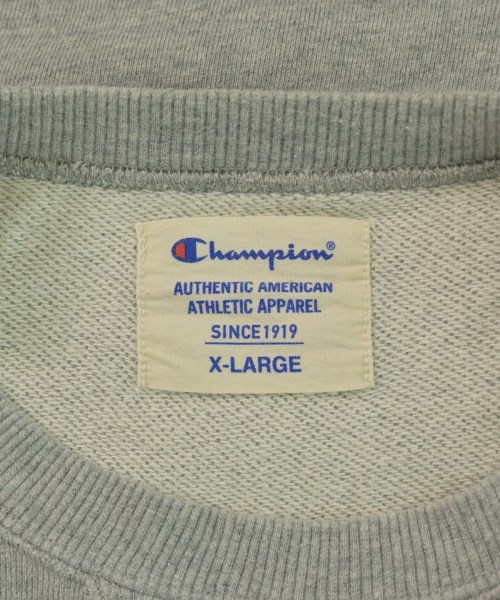 Champion®
AUTHENTIC AMERICAN
ATHLETIC APPAREL
SINCE 1919
X-LARGE